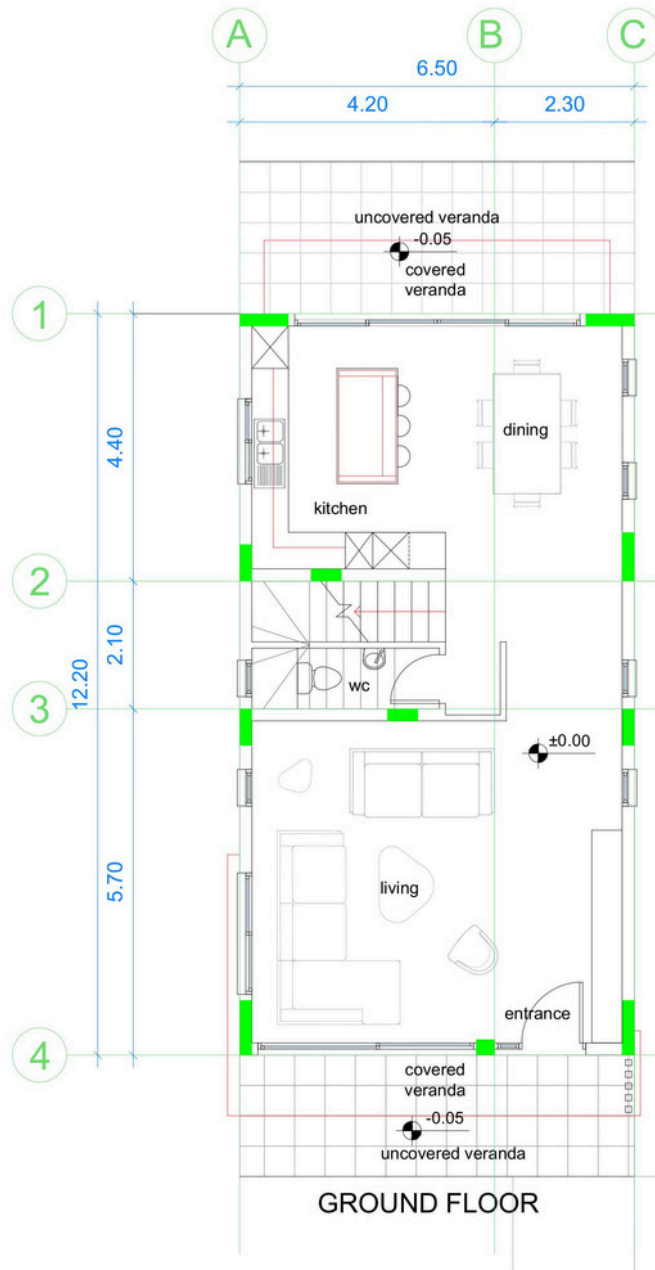 A
B
C
6.50
4.20
2.30
uncovered veranda
-0.05
covered
veranda
1
4.40
dining
kitchen
2
2.10
12.20
wc
3
±0.00
5.70
living
entrance
4
covered
veranda
-0.05
uncovered veranda
GROUND FLOOR